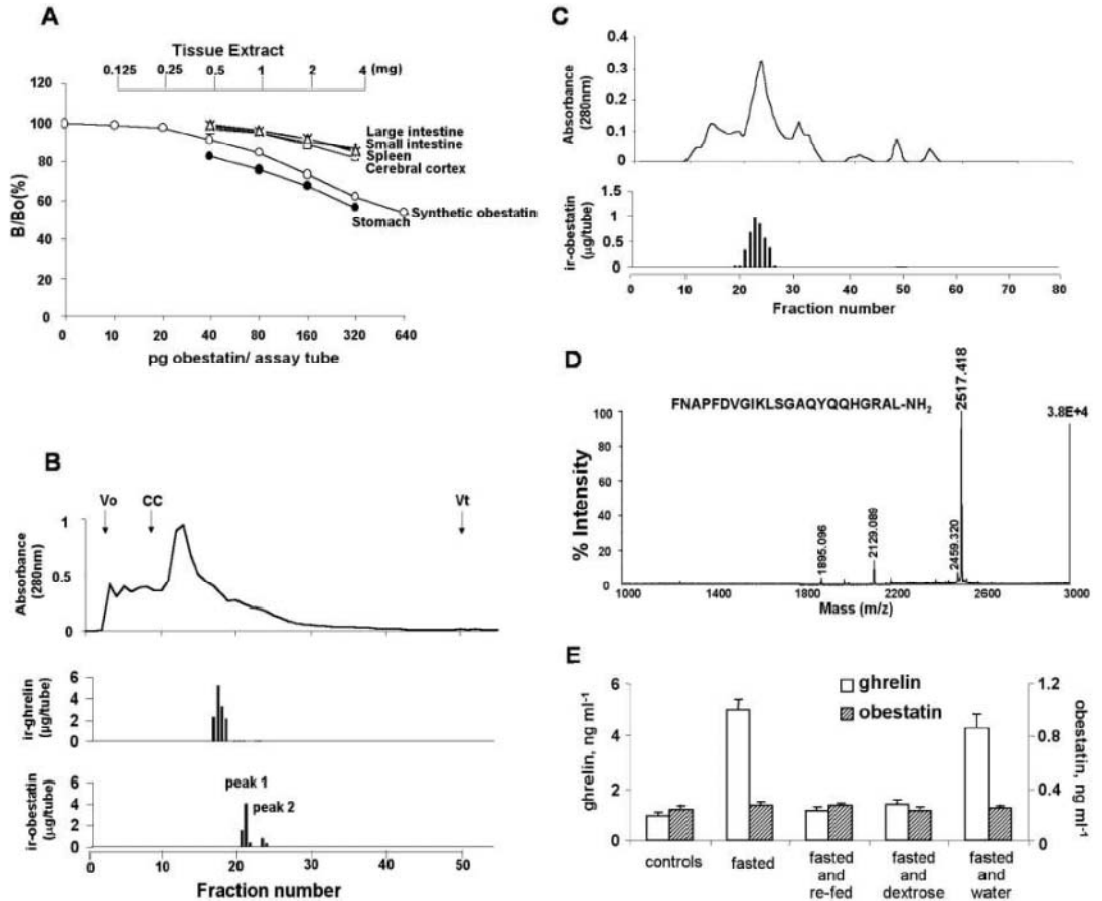 A
Tissue Extract
0.125 0.25 0.5 1 2 4 (mg)
120
100
80
60
40
20
0
B/Bo(%)
Large intestine
Small intestine
Spleen
Cerebral cortex
Synthetic obestatin
Stomach
0 10 20 40 80 160 320 640
pg obestatin/ assay tube
B
Vo CC Vt
Absorbance
(280nm)
1
0.5
0
ir-ghrelin
(µg/tube)
6
4
2
0
ir-obestatin
(µg/tube)
6
4
2
0
peak 1
peak 2
0 10 20 30 40 50
Fraction number
C
Absorbance
(280nm)
0.4
0.3
0.2
0.1
0
ir-obestatin
(µg/tube)
1.5
1
0.5
0
0 10 20 30 40 50 60 70 80
Fraction number
D
FNAPFDVGIKLSGAQYQQHGRAL-NH2
2517.418
3.8E+4
% Intensity
100
80
60
40
20
0
1895.096
2129.089
2459.320
1000 1400 1800 2200 2600 3000
Mass (m/z)
E
ghrelin
obestatin
ghrelin, ng ml-1
6
4
2
0
obestatin, ng ml-1
1.2
0.9
0.6
0.3
0
controls
fasted
fasted
and
re-fed
fasted
and
dextrose
fasted
and
water